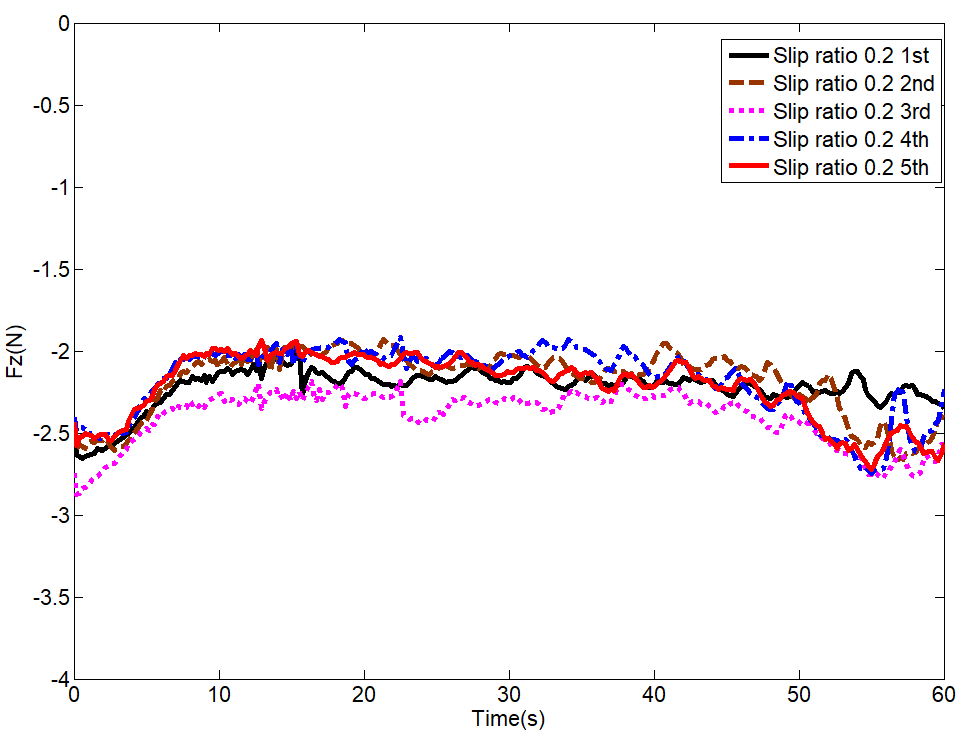 0
-0.5
-1
-1.5
-2
-2.5
-3
-3.5
-4
Fz(N)
Slip ratio 0.2 1st
Slip ratio 0.2 2nd
Slip ratio 0.2 3rd
Slip ratio 0.2 4th
Slip ratio 0.2 5th
0 10 20 30 40 50 60
Time(s)